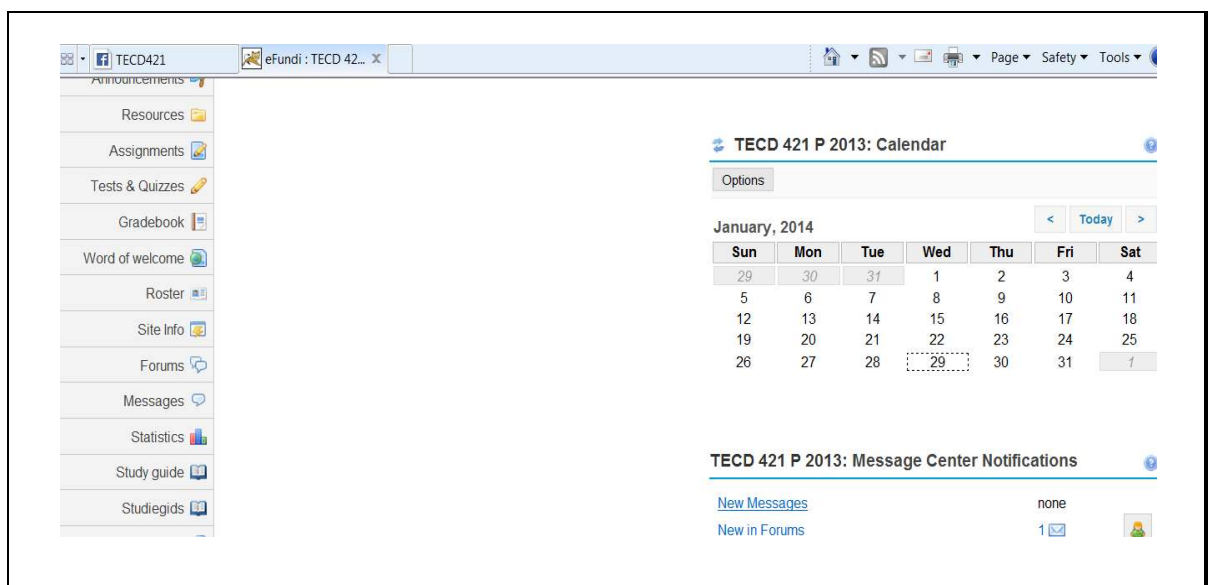 TECD421
eFundi : TECD 42... X
Page Safety Tools
Announcements
Resources
Assignments
Tests & Quizzes
Gradebook
Word of welcome
Roster
Site Info
Forums
Messages
Statistics
Study guide
Studiegids
TECD 421 P 2013: Calendar
Options
January, 2014
< Today >
Sun Mon Tue Wed Thu Fri Sat
29 30 31 1 2 3 4
5 6 7 8 9 10 11
12 13 14 15 16 17 18
19 20 21 22 23 24 25
26 27 28 29 30 31 1
TECD 421 P 2013: Message Center Notifications
New Messages none
New in Forums 1